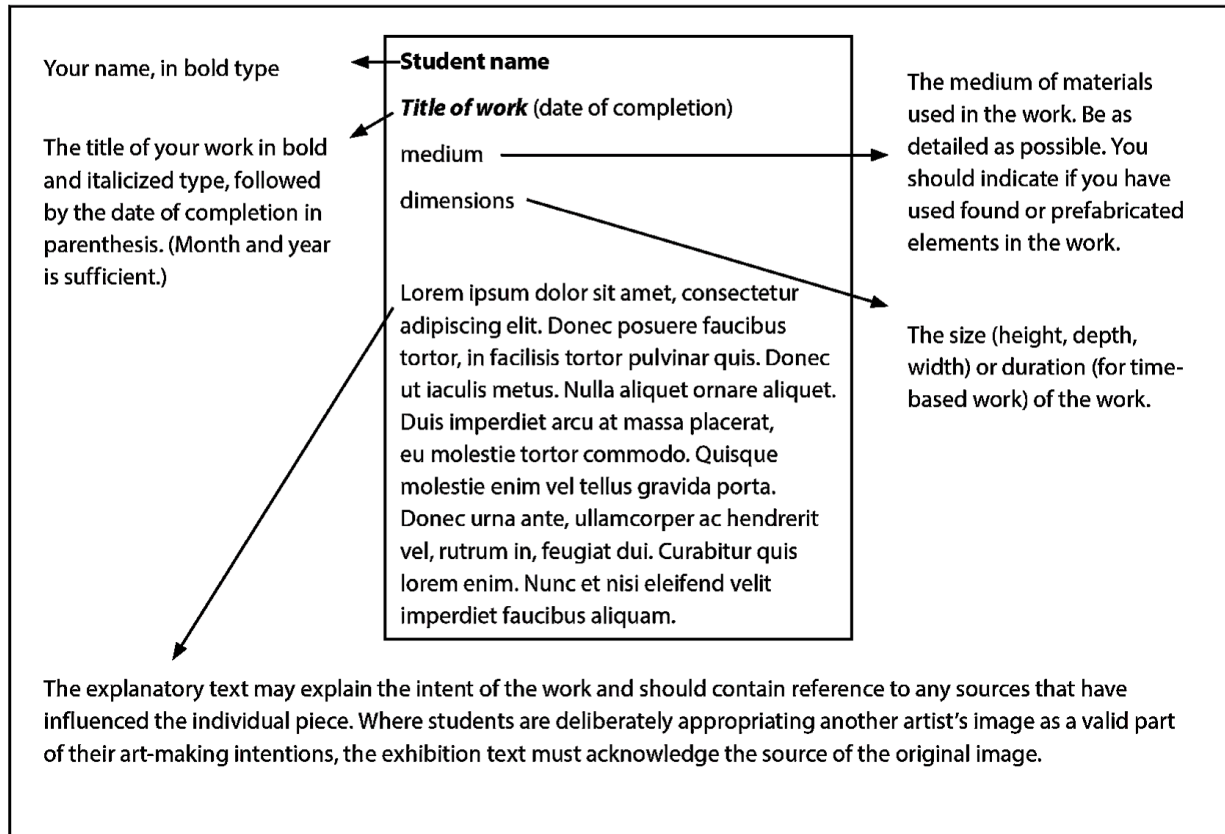 Your name, in bold type
The title of your work in bold
and italicized type, followed
by the date of completion in
parenthesis. (Month and year
is sufficient.)
Student name
Title of work (date of completion)
medium
dimensions
Lorem ipsum dolor sit amet, consectetur
adipiscing elit. Donec posuere faucibus
tortor, in facilisis tortor pulvinar quis. Donec
ut iaculis metus. Nulla aliquet ornare aliquet.
Duis imperdiet arcu at massa placerat,
eu molestie tortor commodo. Quisque
molestie enim vel tellus gravida porta.
Donec urna ante, ullamcorper ac hendrerit
vel, rutrum in, feugiat dui. Curabitur quis
lorem enim. Nunc et nisi eleifend velit
imperdiet faucibus aliquam.
The medium of materials
used in the work. Be as
detailed as possible. You
should indicate if you have
used found or prefabricated
elements in the work.
The size (height, depth,
width) or duration (for time-
based work) of the work.
The explanatory text may explain the intent of the work and should contain reference to any sources that have
influenced the individual piece. Where students are deliberately appropriating another artist's image as a valid part
of their art-making intentions, the exhibition text must acknowledge the source of the original image.